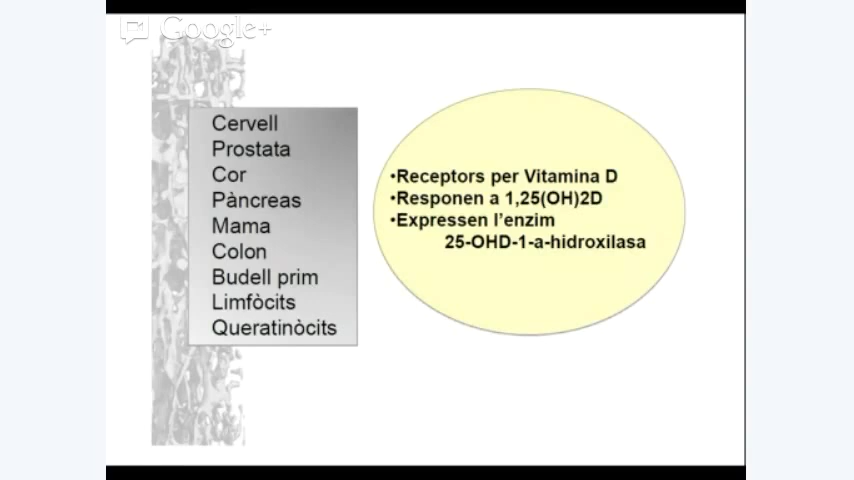 Google+
Cervell
Prostata
Cor
Pàncreas
Mama
Colon
Budell prim
Limfòcits
Queratinòcits
•Receptors per Vitamina D
•Responen a 1,25(OH)2D
•Expressen l'enzim
25-OHD-1-a-hidroxilasa